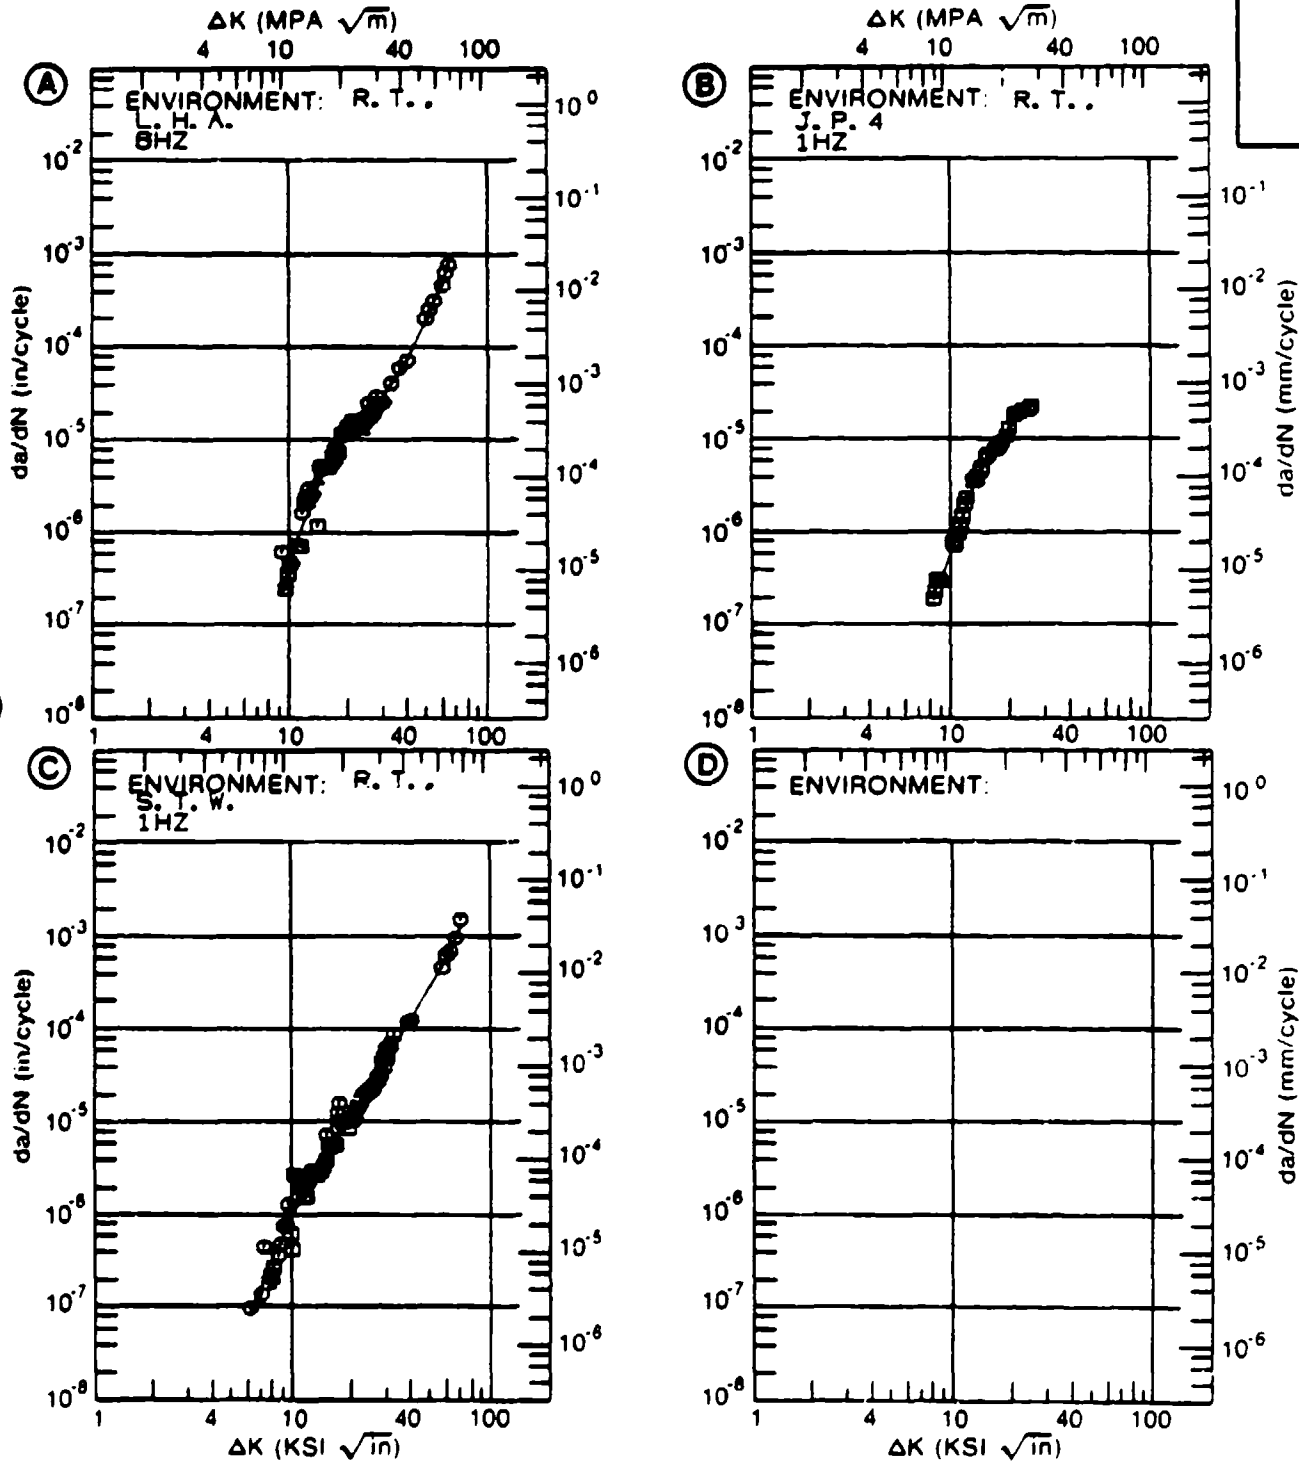 ΔK (MPA √m)
4 10 40 100
A
ENVIRONMENT: R. T..
L. H. A.
6HZ
10⁻² 10⁻³ 10⁻⁴ 10⁻⁵ 10⁻⁶ 10⁻⁷ 10⁻⁸
da/dN (in/cycle)
10⁰ 10⁻¹ 10⁻² 10⁻³ 10⁻⁴ 10⁻⁵ 10⁻⁶
1 4 10 40 100
ΔK (MPA √m)
4 10 40 100
B
ENVIRONMENT: R. T..
J. P. 4
1HZ
10⁻² 10⁻³ 10⁻⁴ 10⁻⁵ 10⁻⁶ 10⁻⁷ 10⁻⁸
10⁻¹ 10⁻² 10⁻³ 10⁻⁴ 10⁻⁵ 10⁻⁶
da/dN (mm/cycle)
1 4 10 40 100
C
ENVIRONMENT: R. T..
S. T. W.
1HZ
10⁻² 10⁻³ 10⁻⁴ 10⁻⁵ 10⁻⁶ 10⁻⁷ 10⁻⁸
da/dN (in/cycle)
10⁰ 10⁻¹ 10⁻² 10⁻³ 10⁻⁴ 10⁻⁵ 10⁻⁶
1 4 10 40 100
ΔK (KSI √in)
D
ENVIRONMENT:
10⁻² 10⁻³ 10⁻⁴ 10⁻⁵ 10⁻⁶ 10⁻⁷ 10⁻⁸
10⁰ 10⁻¹ 10⁻² 10⁻³ 10⁻⁴ 10⁻⁵ 10⁻⁶
da/dN (mm/cycle)
1 4 10 40 100
ΔK (KSI √in)